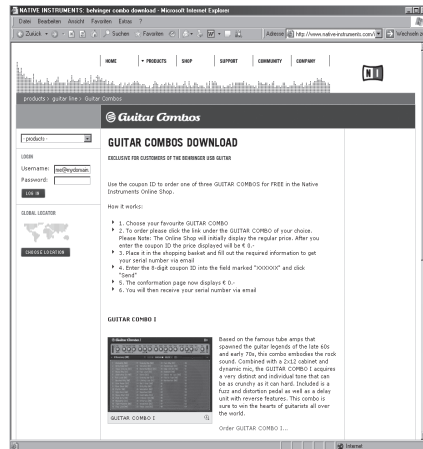 NATIVE INSTRUMENTS: behringer combo download - Microsoft Internet Explorer
Datei Bearbeiten Ansicht Favoriten Extras ?
Zurück Suchen Favoriten Adresse http://www.native-instruments.com/i Wechseln z
HOME PRODUCTS SHOP SUPPORT COMMUNITY COMPANY
NI
products > guitar line > Guitar Combos
Guitar Combos
- products -
LOGIN
Username:
Password:
LOG IN
GLOBAL LOCATOR:
CHOOSE LOCATION
GUITAR COMBOS DOWNLOAD
EXCLUSIVE FOR CUSTOMERS OF THE BEHRINGER USB GUITAR
Use the coupon ID to order one of three GUITAR COMBOS for FREE in the Native
Instruments Online Shop.
How it works:
1. Choose your favourite GUITAR COMBO
2. To order please click the link under the GUITAR COMBO of your choice.
Please Note: The Online Shop will initially display the regular price. After you
enter the coupon ID the price displayed will be € 0.-
3. Place it in the shopping basket and fill out the required information to get
your serial number via email
4. Enter the 8-digit coupon ID into the field marked "XXXXXX" and click
"Send"
5. The conformation page now displays € 0.-
6. You will then receive your serial number via email
GUITAR COMBO I
Based on the famous tube amps that
spawned the guitar legends of the late 60s
and early 70s, this combo embodies the rock
sound. Combined with a 2x12 cabinet and
dynamic mic, the GUITAR COMBO I acquires
a very distinct and individual tone that can
be as crunchy as it can hard. Included is a
fuzz and distortion pedal as well as a delay
unit with reverse features. This combo is
sure to win the hearts of guitarists all over
the world.
GUITAR COMBO I
Order GUITAR COMBO I...
Internet